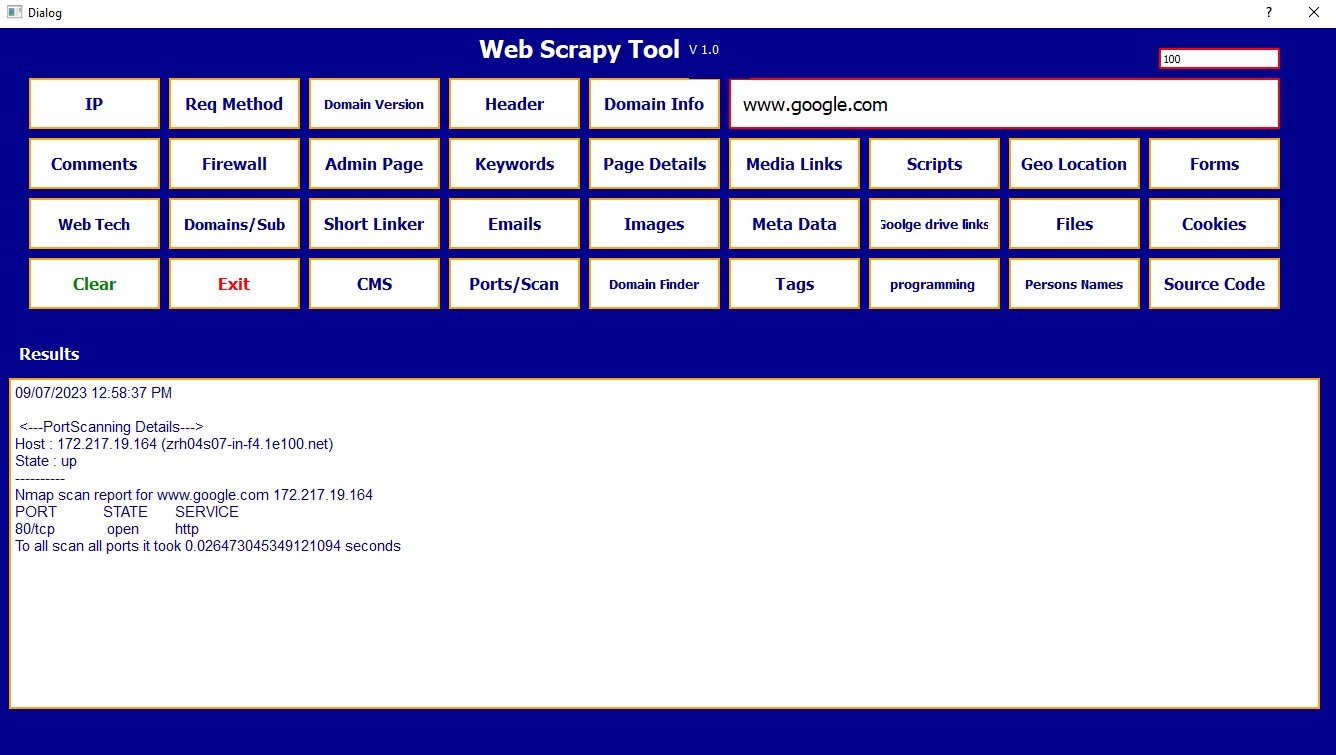 Dialog
?
Web Scrapy Tool V 1.0
100
IP Req Method Domain Version Header Domain Info www.google.com
Comments Firewall Admin Page Keywords Page Details Media Links Scripts Geo Location Forms
Web Tech Domains/Sub Short Linker Emails Images Meta Data Goolge drive links Files Cookies
Clear Exit CMS Ports/Scan Domain Finder Tags programming Persons Names Source Code
Results
09/07/2023 12:58:37 PM
<---PortScanning Details--->
Host : 172.217.19.164 (zrh04s07-in-f4.1e100.net)
State : up
----------
Nmap scan report for www.google.com 172.217.19.164
PORT STATE SERVICE
80/tcp open http
To all scan all ports it took 0.026473045349121094 seconds